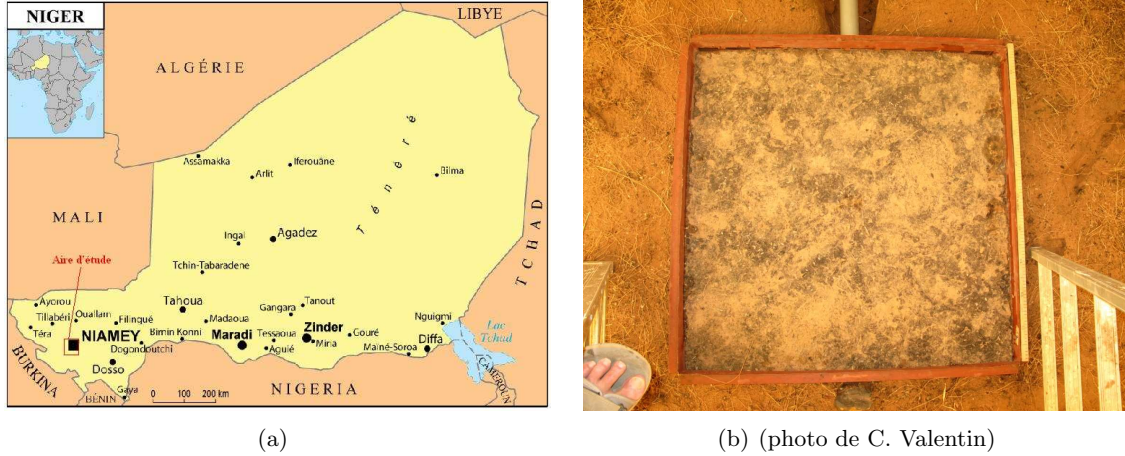 NIGER
LIBYE
ALGÉRIE
Assamakka
Iferouâne
Arlit
Bilma
ténéré
TCHAD
MALI
Ingal
Agadez
Aire d'étude
Tchin-Tabaradene
Ayorou
Tahoua
Tanout
Gangara
Nguigmi
Lac Tchad
Tillabéri
Ouallam
Filingué
Madaoua
Téra
NIAMEY
Birnin Konni
Maradi
Tessaoua
Zinder
Gouré
Diffa
Dogondoutchi
Aguié
Mirria
Maïné-Soroa
Dosso
BURKINA
Gaya
BÉNIN
0 100 200 km
NIGERIA
CAMEROUN
(a)
(b) (photo de C. Valentin)